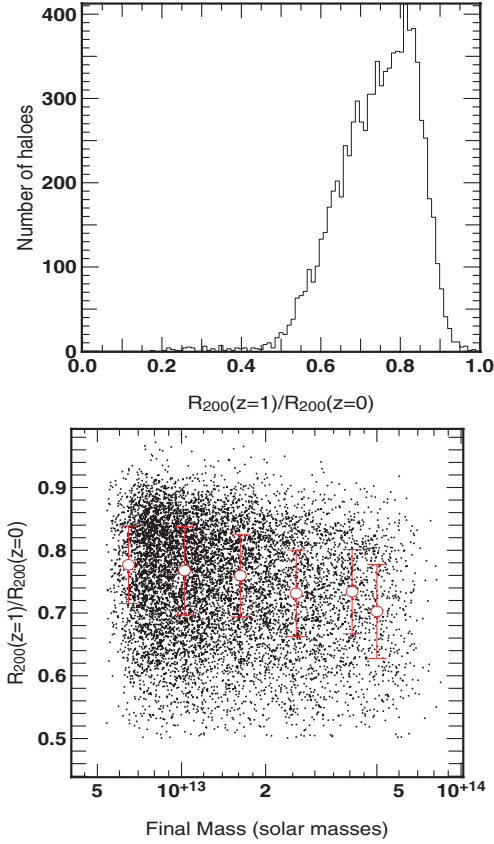 400
300
200
100
0
Number of haloes
0.0 0.2 0.4 0.6 0.8 1.0
R200(z=1)/R200(z=0)
0.9
0.8
0.7
0.6
0.5
R200(z=1)/R200(z=0)
5 10+13 2 5 10+14
Final Mass (solar masses)